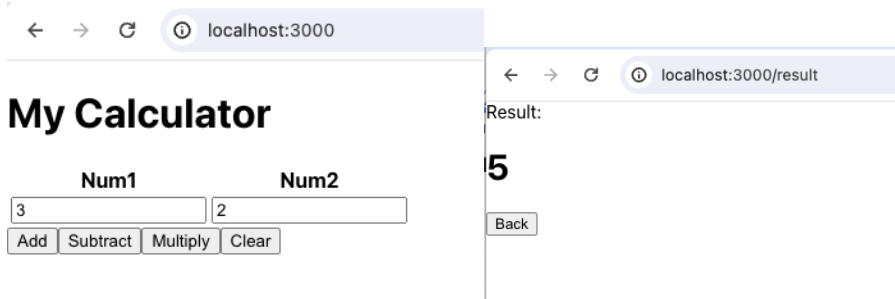 localhost:3000
My Calculator
Num1 Num2
3 2
Add Subtract Multiply Clear
localhost:3000/result
Result:
5
Back